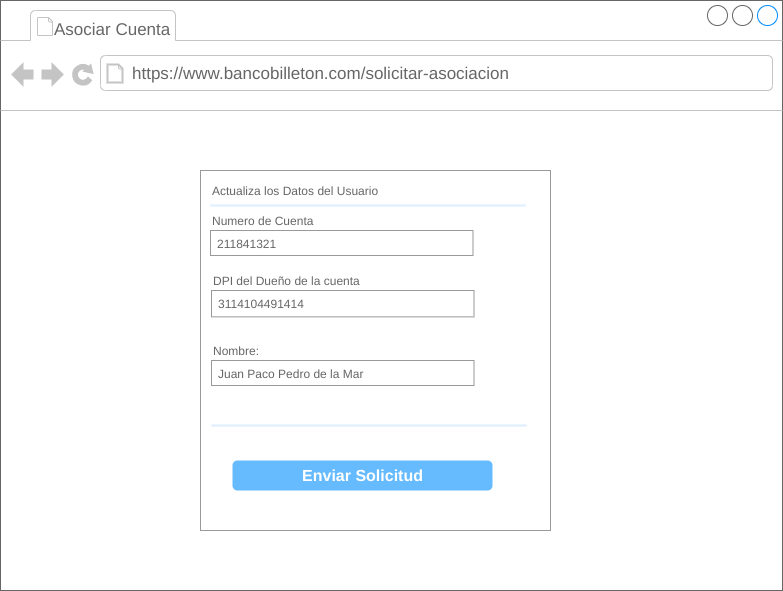 Asociar Cuenta
https://www.bancobilleton.com/solicitar-asociacion
Actualiza los Datos del Usuario
Numero de Cuenta
211841321
DPI del Dueño de la cuenta
3114104491414
Nombre:
Juan Paco Pedro de la Mar
Enviar Solicitud